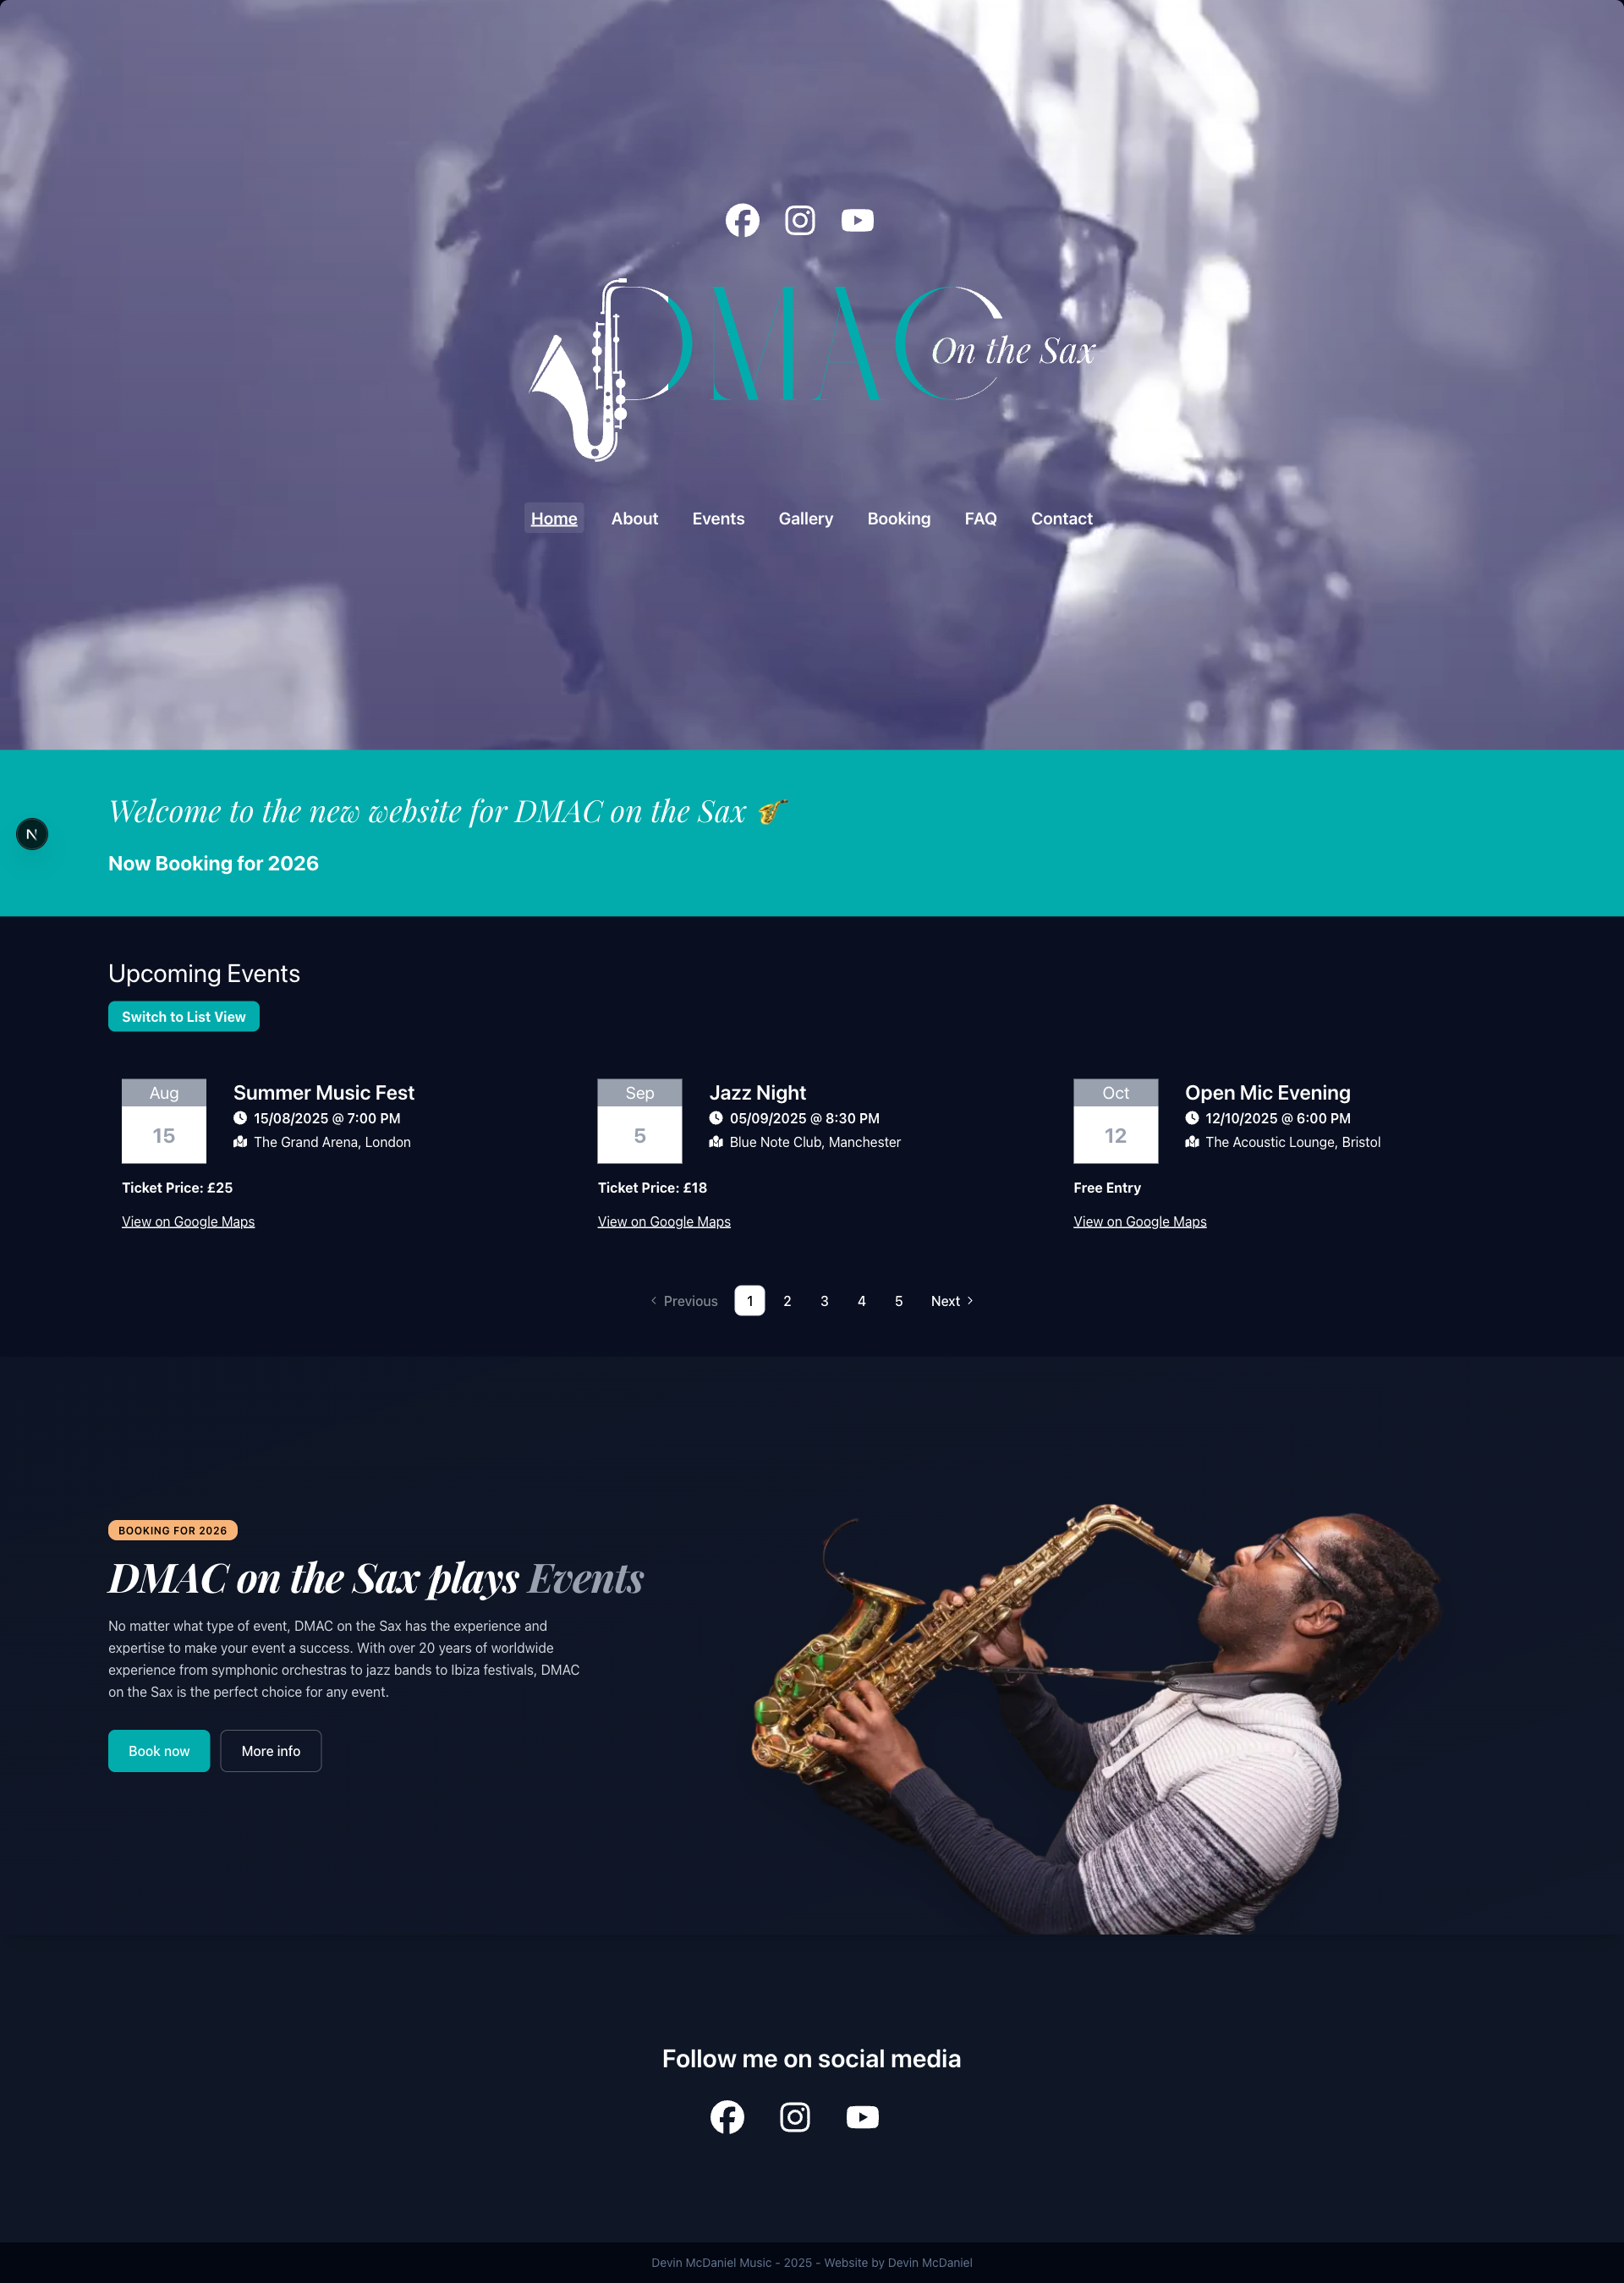 DMAC
On the Sax
Home About Events Gallery Booking FAQ Contact
Welcome to the new website for DMAC on the Sax 🎷
N
Now Booking for 2026
Upcoming Events
Switch to List View
Aug
15
Summer Music Fest
15/08/2025 @ 7:00 PM
The Grand Arena, London
Ticket Price: £25
View on Google Maps
Sep
5
Jazz Night
05/09/2025 @ 8:30 PM
Blue Note Club, Manchester
Ticket Price: £18
View on Google Maps
Oct
12
Open Mic Evening
12/10/2025 @ 6:00 PM
The Acoustic Lounge, Bristol
Free Entry
View on Google Maps
Previous 1 2 3 4 5 Next
BOOKING FOR 2026
DMAC on the Sax plays Events
No matter what type of event, DMAC on the Sax has the experience and
expertise to make your event a success. With over 20 years of worldwide
experience from symphonic orchestras to jazz bands to Ibiza festivals, DMAC
on the Sax is the perfect choice for any event.
Book now More info
Follow me on social media
Devin McDaniel Music - 2025 - Website by Devin McDaniel